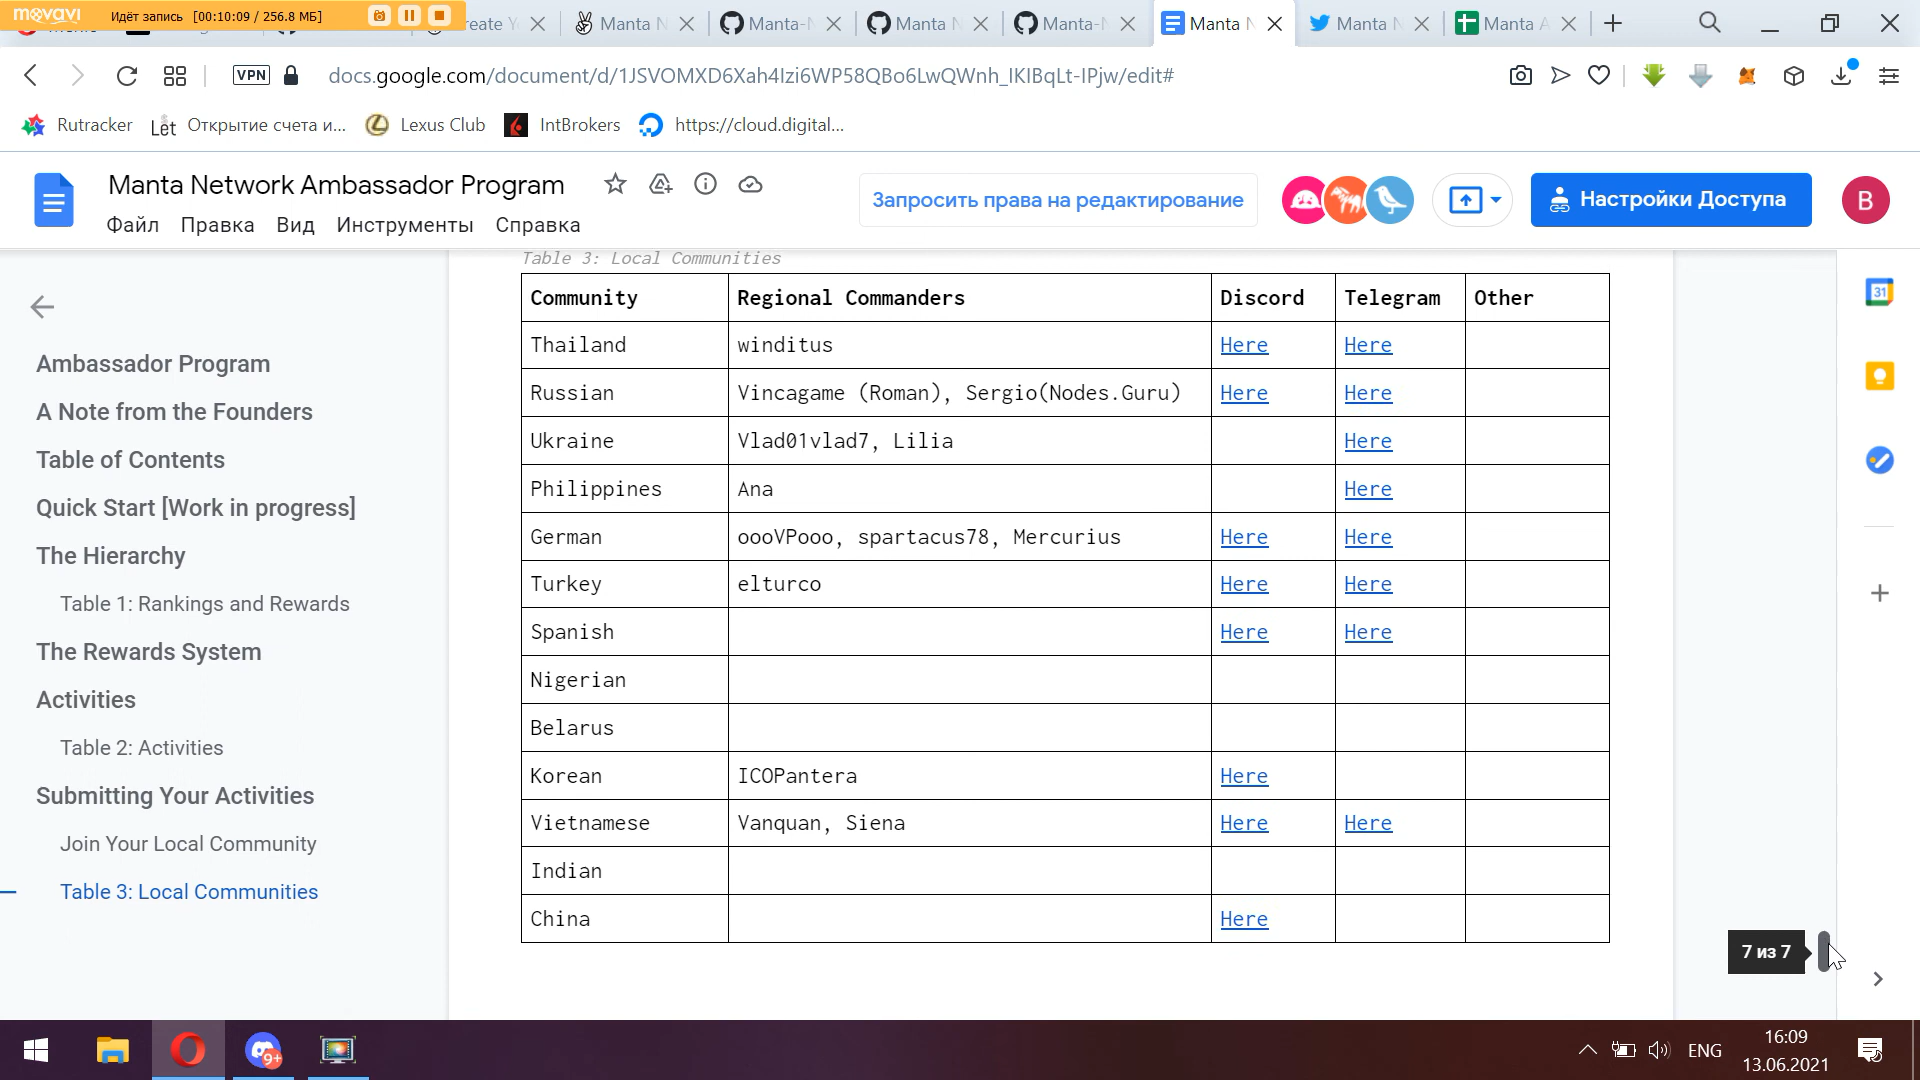 movavi Идёт запись [00:10:09 / 256.8 МБ]
Manta N Manta-N Manta N Manta-N Manta N Manta N Manta A
VPN docs.google.com/document/d/1JSVOMXD6Xah4Izi6WP58QBo6LwQWnh_IKIBqLt-IPjw/edit#
Rutracker Let Открытие счета и... Lexus Club IntBrokers https://cloud.digital...
Manta Network Ambassador Program
Файл Правка Вид Инструменты Справка
Запросить права на редактирование
Настройки Доступа
B
Ambassador Program
A Note from the Founders
Table of Contents
Quick Start [Work in progress]
The Hierarchy
Table 1: Rankings and Rewards
The Rewards System
Activities
Table 2: Activities
Submitting Your Activities
Join Your Local Community
Table 3: Local Communities
Table 3: Local Communities
Community Regional Commanders Discord Telegram Other
Thailand winditus Here Here
Russian Vincagame (Roman), Sergio(Nodes.Guru) Here Here
Ukraine Vlad01vlad7, Lilia Here
Philippines Ana Here
German oooVPooo, spartacus78, Mercurius Here Here
Turkey elturco Here Here
Spanish Here Here
Nigerian
Belarus
Korean ICOPantera Here
Vietnamese Vanquan, Siena Here Here
Indian
China Here
31
7 из 7
9+
ENG
16:09
13.06.2021